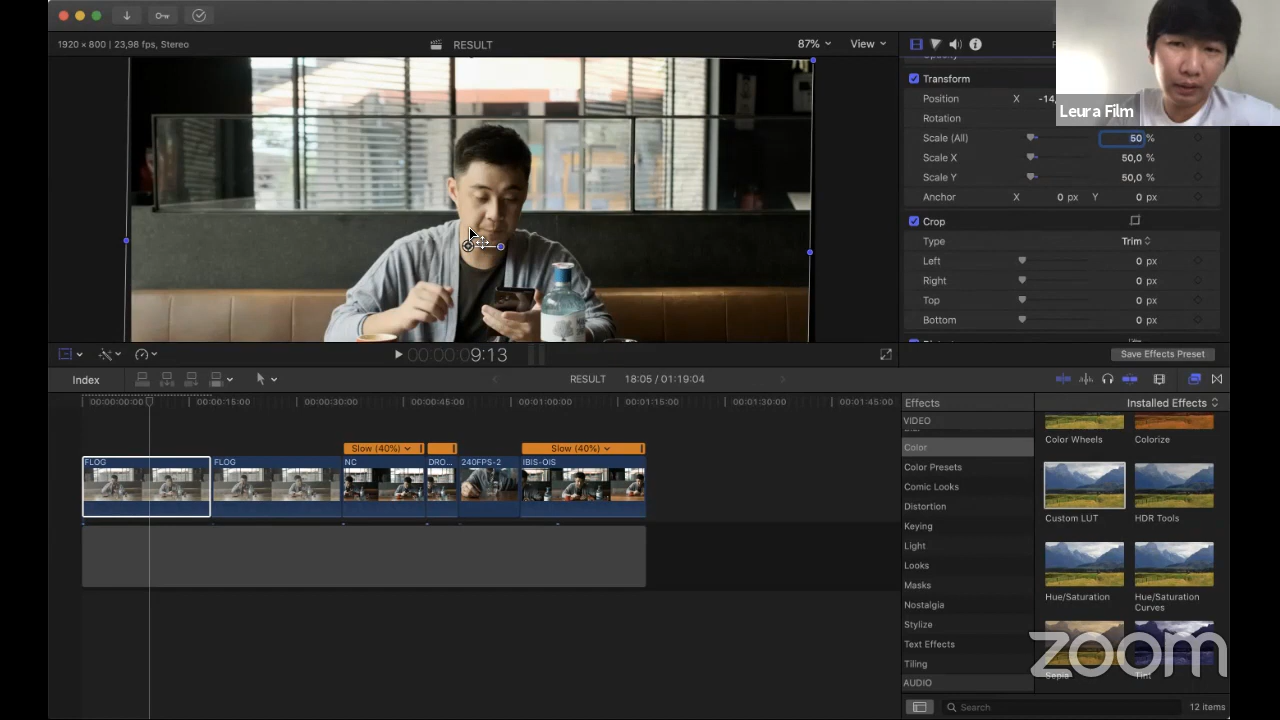 1920 × 800 | 23,98 fps, Stereo
RESULT
87%
View
Transform
Position
X
-14,
Rotation
Scale (All)
50 %
Scale X
50,0 %
Scale Y
50,0 %
Anchor
X
0 px
Y
0 px
Crop
Type
Trim
Left
0 px
Right
0 px
Top
0 px
Bottom
0 px
Leura Film
00:00:09:13
Save Effects Preset
Index
RESULT
18:05 / 01:19:04
00:00:00:00
00:00:15:00
00:00:30:00
00:00:45:00
00:01:00:00
00:01:15:00
00:01:30:00
00:01:45:00
Slow (40%)
Slow (40%)
FLOG
FLOG
NC
DRO...
240FPS-2
IBIS-OIS
Effects
Installed Effects
VIDEO
Color
Color Presets
Comic Looks
Distortion
Keying
Light
Looks
Masks
Nostalgia
Stylize
Text Effects
Tiling
AUDIO
Color Wheels
Colorize
Custom LUT
HDR Tools
Hue/Saturation
Hue/Saturation
Curves
Sepia
Tint
zoom
Search
12 items